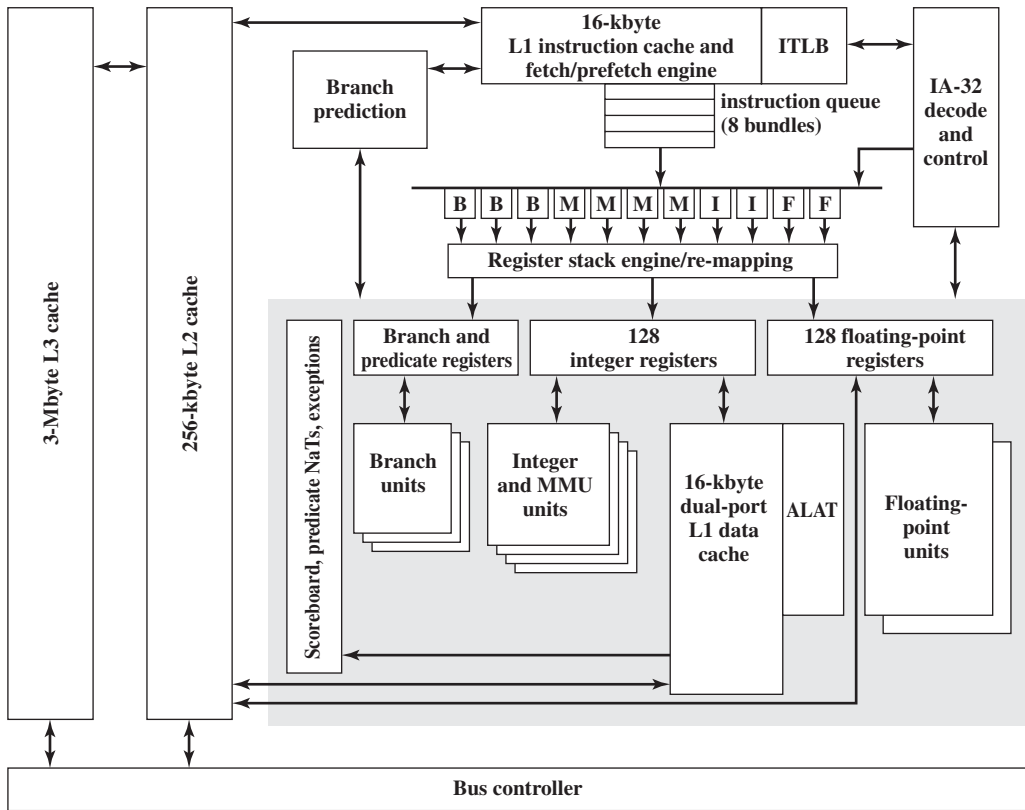 16-kbyte
L1 instruction cache and
fetch/prefetch engine
ITLB
IA-32
decode
and
control
Branch
prediction
instruction queue
(8 bundles)
B B B M M M M I I F F
Register stack engine/re-mapping
3-Mbyte L3 cache
256-kbyte L2 cache
Scoreboard, predicate NaTs, exceptions
Branch and
predicate registers
128
integer registers
128 floating-point
registers
Branch
units
Integer
and MMU
units
16-kbyte
dual-port
L1 data
cache
ALAT
Floating-
point
units
Bus controller